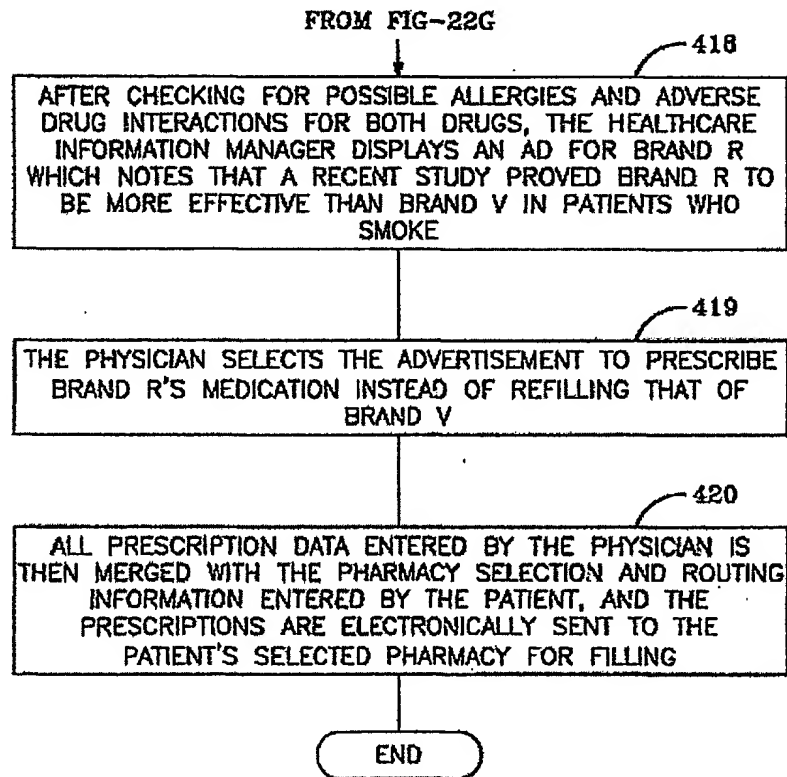 FROM FIG-22G
418
AFTER CHECKING FOR POSSIBLE ALLERGIES AND ADVERSE
DRUG INTERACTIONS FOR BOTH DRUGS, THE HEALTHCARE
INFORMATION MANAGER DISPLAYS AN AD FOR BRAND R
WHICH NOTES THAT A RECENT STUDY PROVED BRAND R TO
BE MORE EFFECTIVE THAN BRAND V IN PATIENTS WHO
SMOKE
419
THE PHYSICIAN SELECTS THE ADVERTISEMENT TO PRESCRIBE
BRAND R'S MEDICATION INSTEAD OF REFILLING THAT OF
BRAND V
420
ALL PRESCRIPTION DATA ENTERED BY THE PHYSICIAN IS
THEN MERGED WITH THE PHARMACY SELECTION AND ROUTING
INFORMATION ENTERED BY THE PATIENT, AND THE
PRESCRIPTIONS ARE ELECTRONICALLY SENT TO THE
PATIENT'S SELECTED PHARMACY FOR FILLING
END